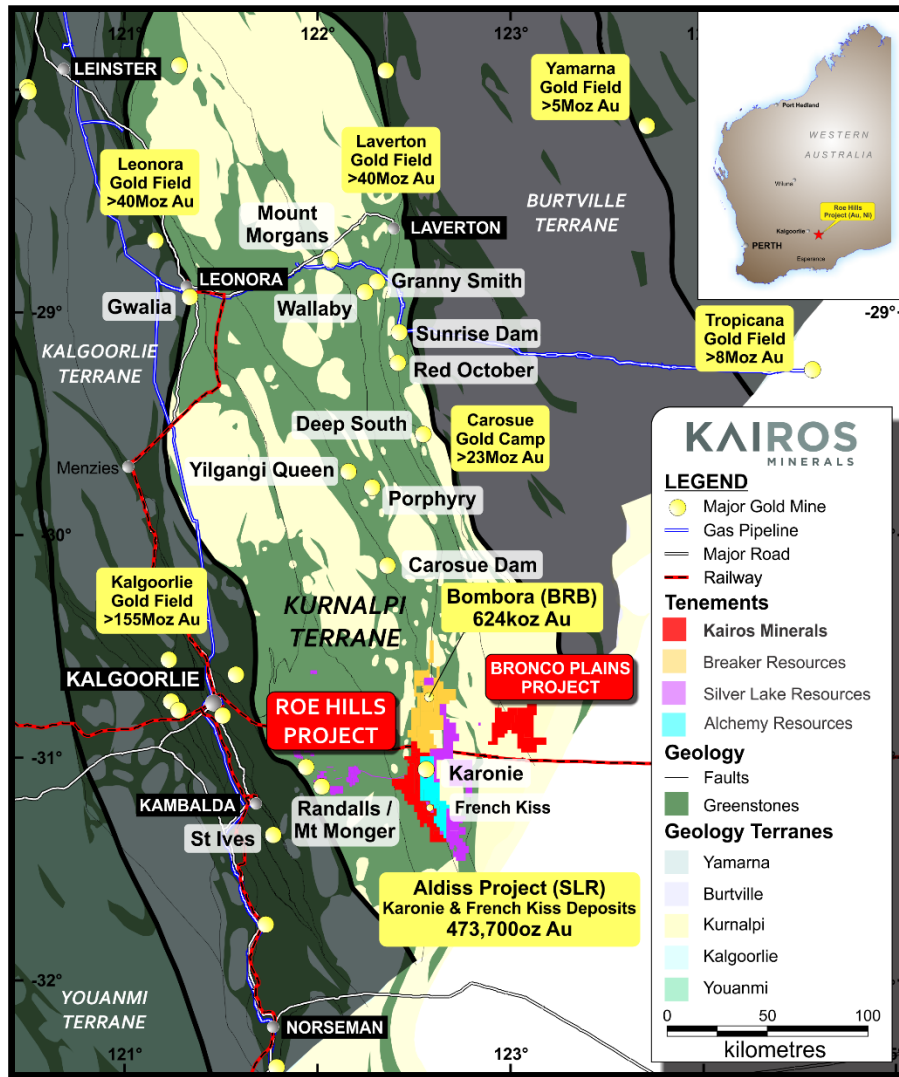 121°
122°
123°
LEINSTER
Yamarna
Gold Field
>5Moz Au
Port Hedland
WESTERN
AUSTRALIA
Wiluna
Roe Hills
Project (Au, Ni)
Kalgoorlie
PERTH
Esperance
Leonora
Gold Field
>40Moz Au
Laverton
Gold Field
>40Moz Au
BURTVILLE
TERRANE
Mount
Morgans
LAVERTON
LEONORA
Gwalia
Wallaby
Granny Smith
-29°
-29°
Sunrise Dam
Tropicana
Gold Field
>8Moz Au
KALGOORLIE
TERRANE
Red October
Deep South
Carosue
Gold Camp
>23Moz Au
Menzies
Yilgangi Queen
Porphyry
-30°
Carosue Dam
Kalgoorlie
Gold Field
>155Moz Au
KURNALPI
TERRANE
Bombora (BRB)
624koz Au
KALGOORLIE
ROE HILLS
PROJECT
BRONCO PLAINS
PROJECT
-31°
Karonie
KAMBALDA
Randalls /
Mt Monger
French Kiss
St Ives
Aldiss Project (SLR)
Karonie & French Kiss Deposits
473,700oz Au
-32°
YOUANMI
TERRANE
NORSEMAN
121°
123°
KAIROS
MINERALS
LEGEND
Major Gold Mine
Gas Pipeline
Major Road
Railway
Tenements
Kairos Minerals
Breaker Resources
Silver Lake Resources
Alchemy Resources
Geology
Faults
Greenstones
Geology Terranes
Yamarna
Burtville
Kurnalpi
Kalgoorlie
Youanmi
0 50 100
kilometres